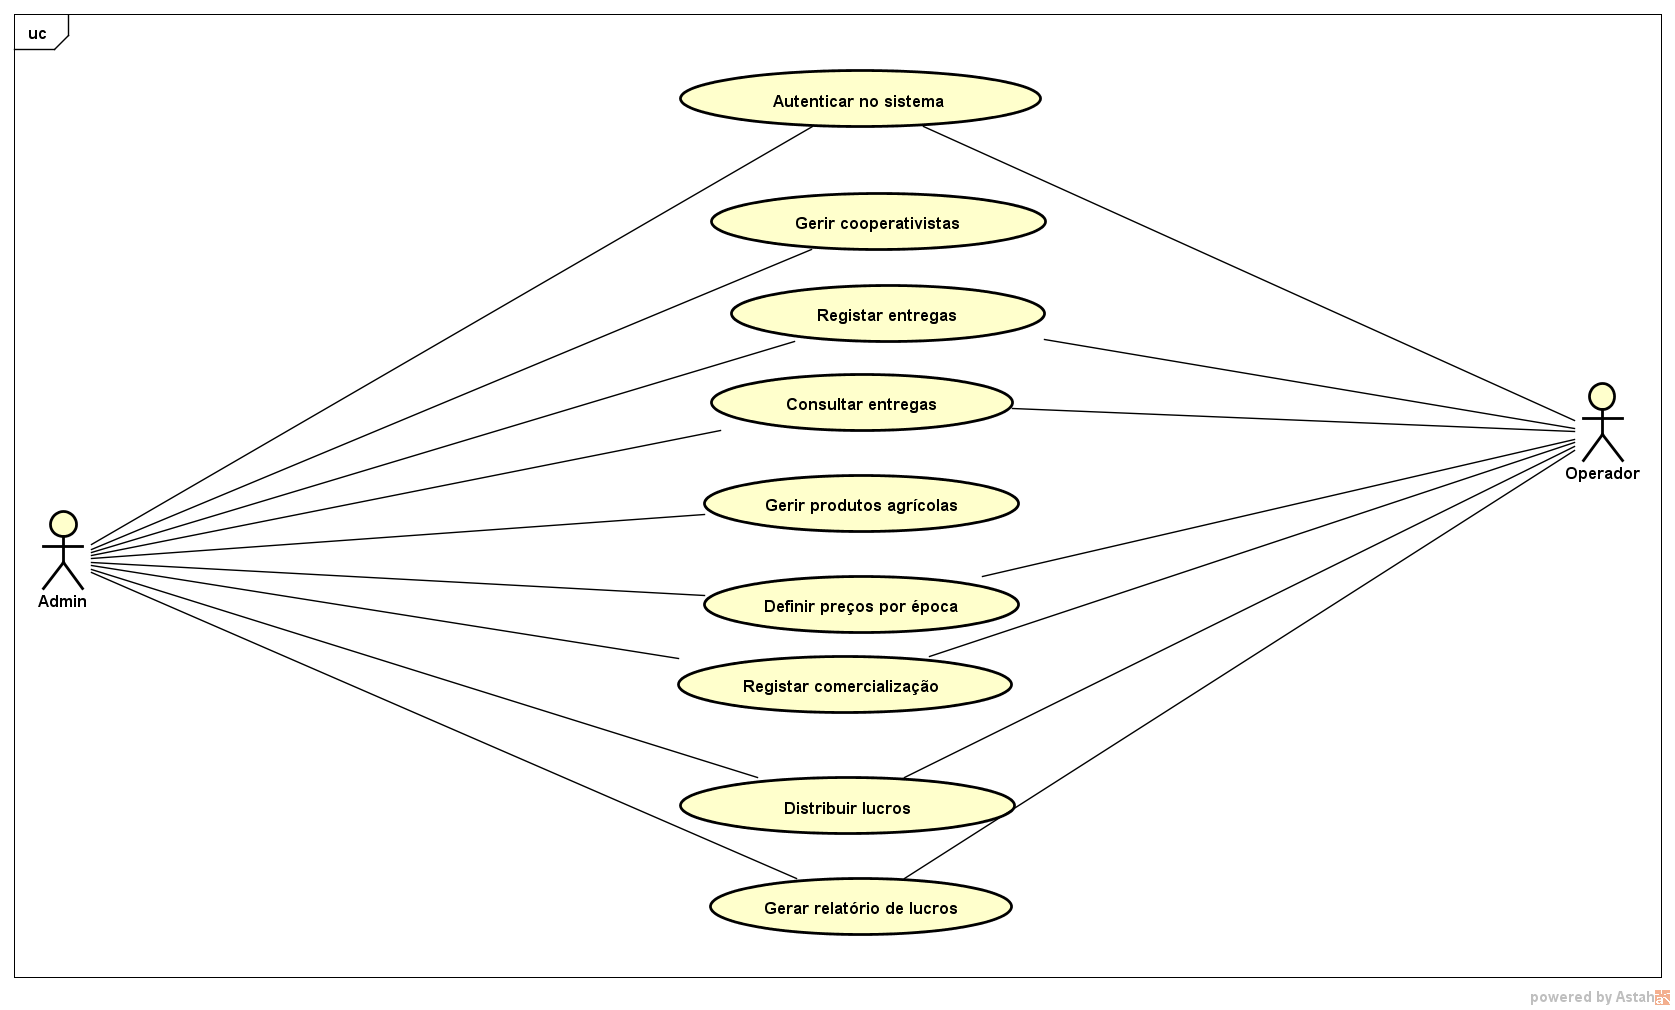 uc
Autenticar no sistema
Gerir cooperativistas
Registar entregas
Consultar entregas
Operador
Gerir produtos agrícolas
Admin
Definir preços por época
Registar comercialização
Distribuir lucros
Gerar relatório de lucros
powered by Astah